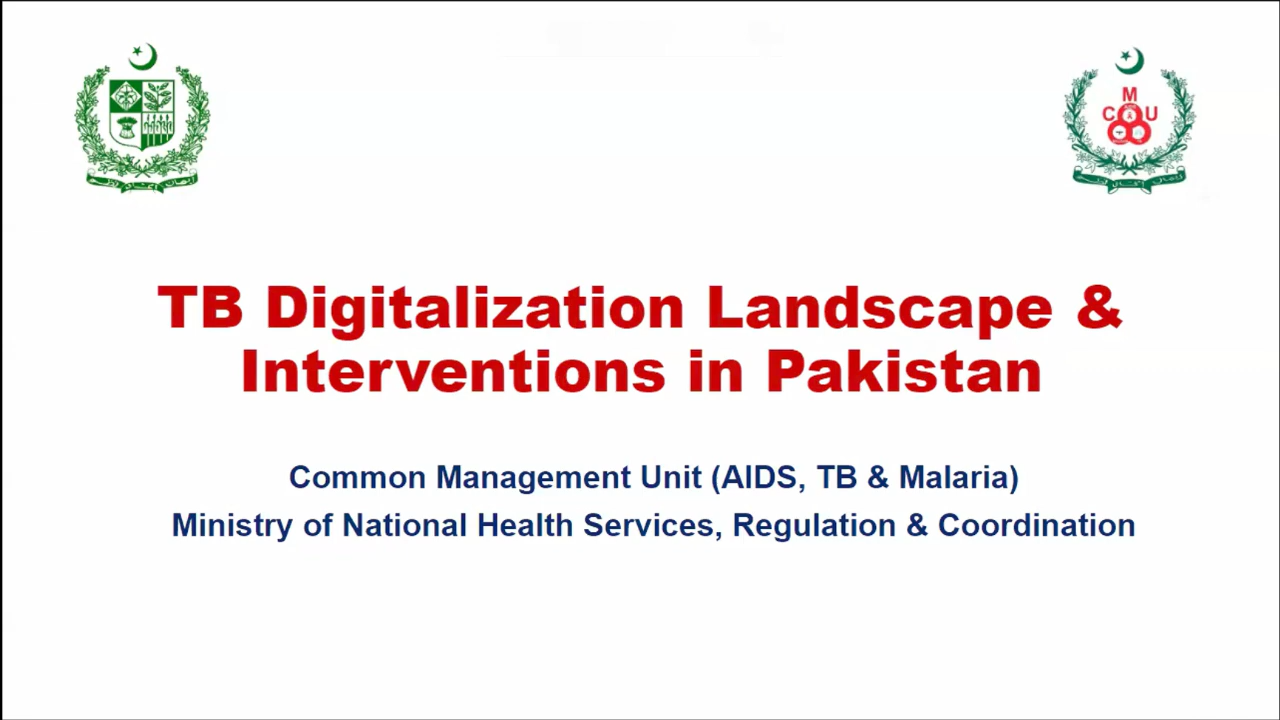 M
C U
TB Digitalization Landscape &
Interventions in Pakistan
Common Management Unit (AIDS, TB & Malaria)
Ministry of National Health Services, Regulation & Coordination